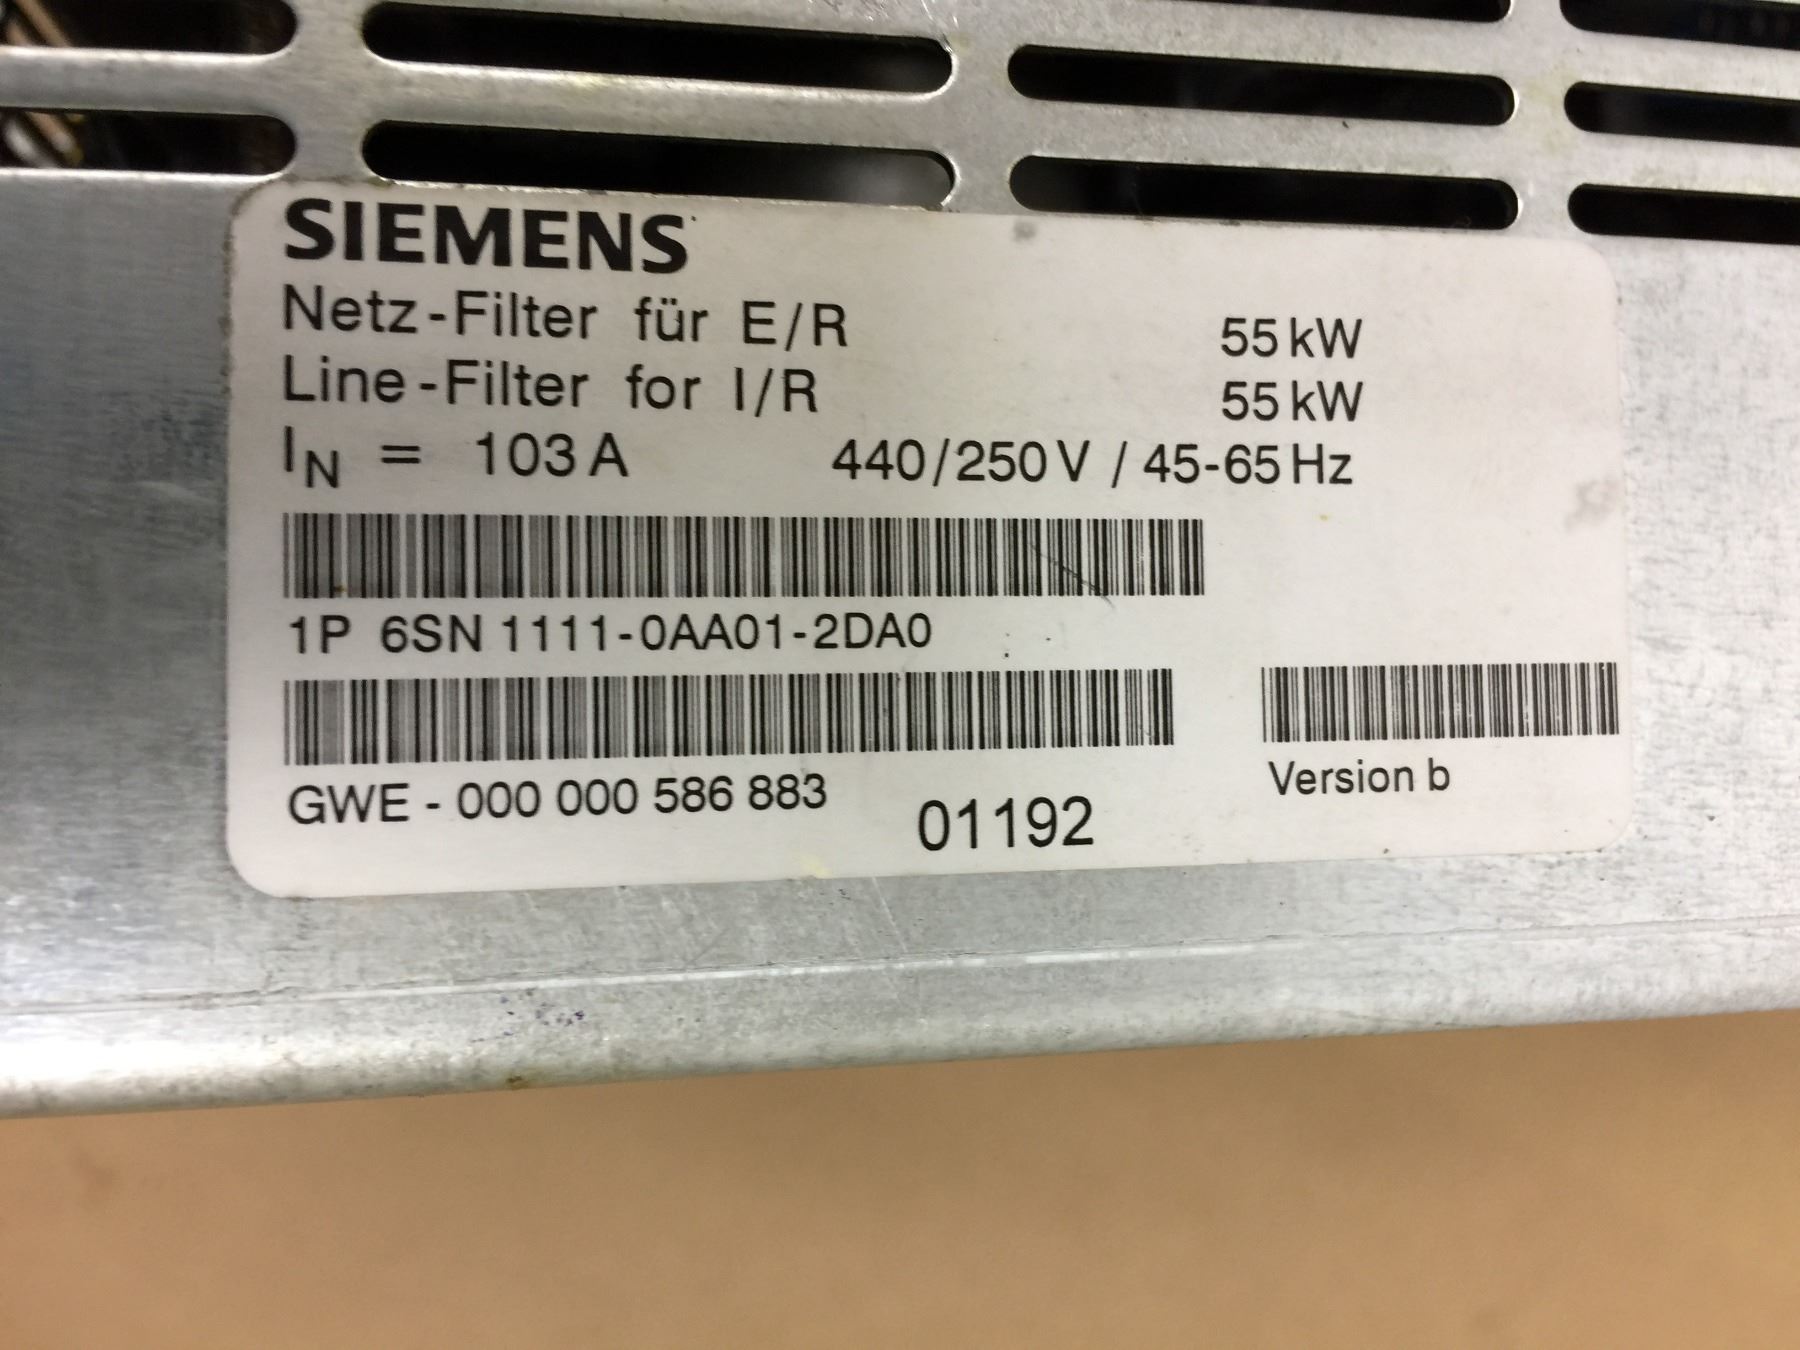 SIEMENS
Netz-Filter für E/R 55 kW
Line-Filter for I/R 55 kW
IN = 103 A 440/250 V / 45-65 Hz
1P 6SN 1111-0AA01-2DA0
GWE - 000 000 586 883 01192 Version b